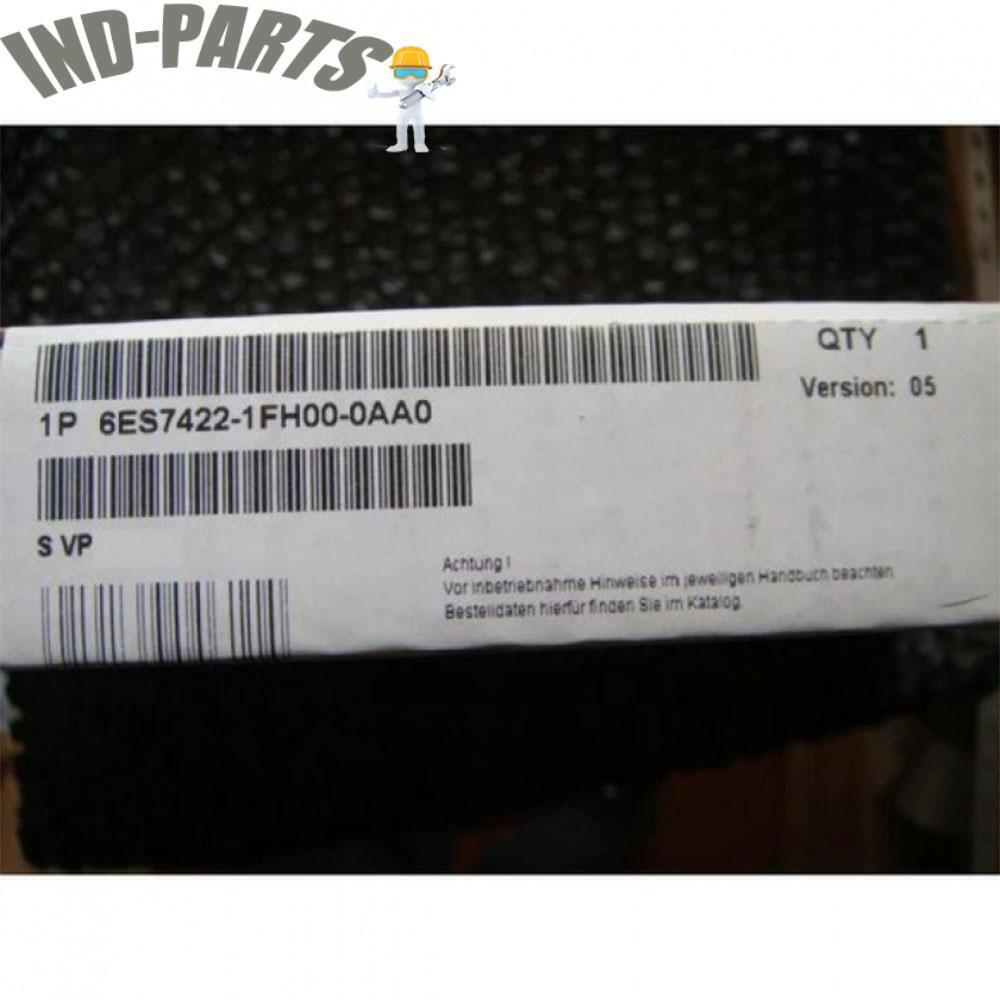 IND-PARTS
QTY 1
Version: 05
1P 6ES7422-1FH00-0AA0
S VP
Achtung!
Vor Inbetriebnahme Hinweise im jeweiligen Handbuch beachten.
Bestelldaten hierfür finden Sie im Katalog.